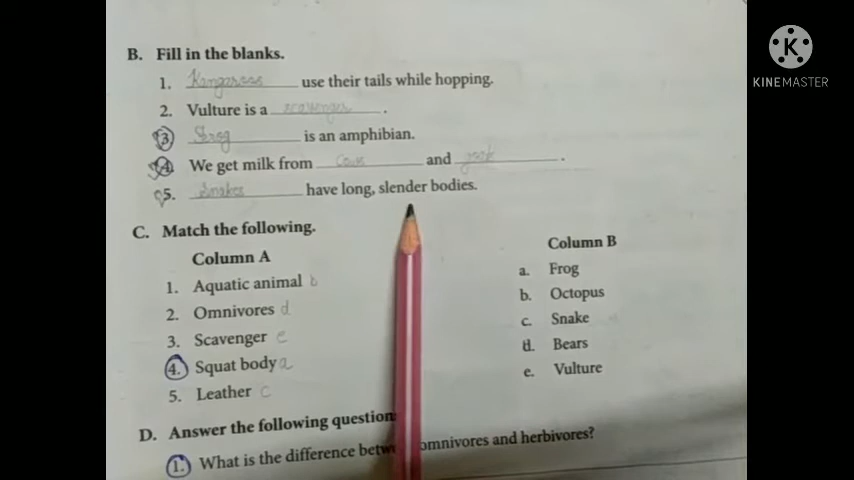 B. Fill in the blanks.
1. Kangaroos use their tails while hopping.
2. Vulture is a scavenger.
3. Frog is an amphibian.
4. We get milk from Cow and goat.
5. Snakes have long, slender bodies.
C. Match the following.
Column A Column B
1. Aquatic animal b a. Frog
2. Omnivores d b. Octopus
3. Scavenger e c. Snake
4. Squat body a d. Bears
5. Leather c e. Vulture
D. Answer the following question
1. What is the difference omnivores and herbivores?
K
KINEMASTER